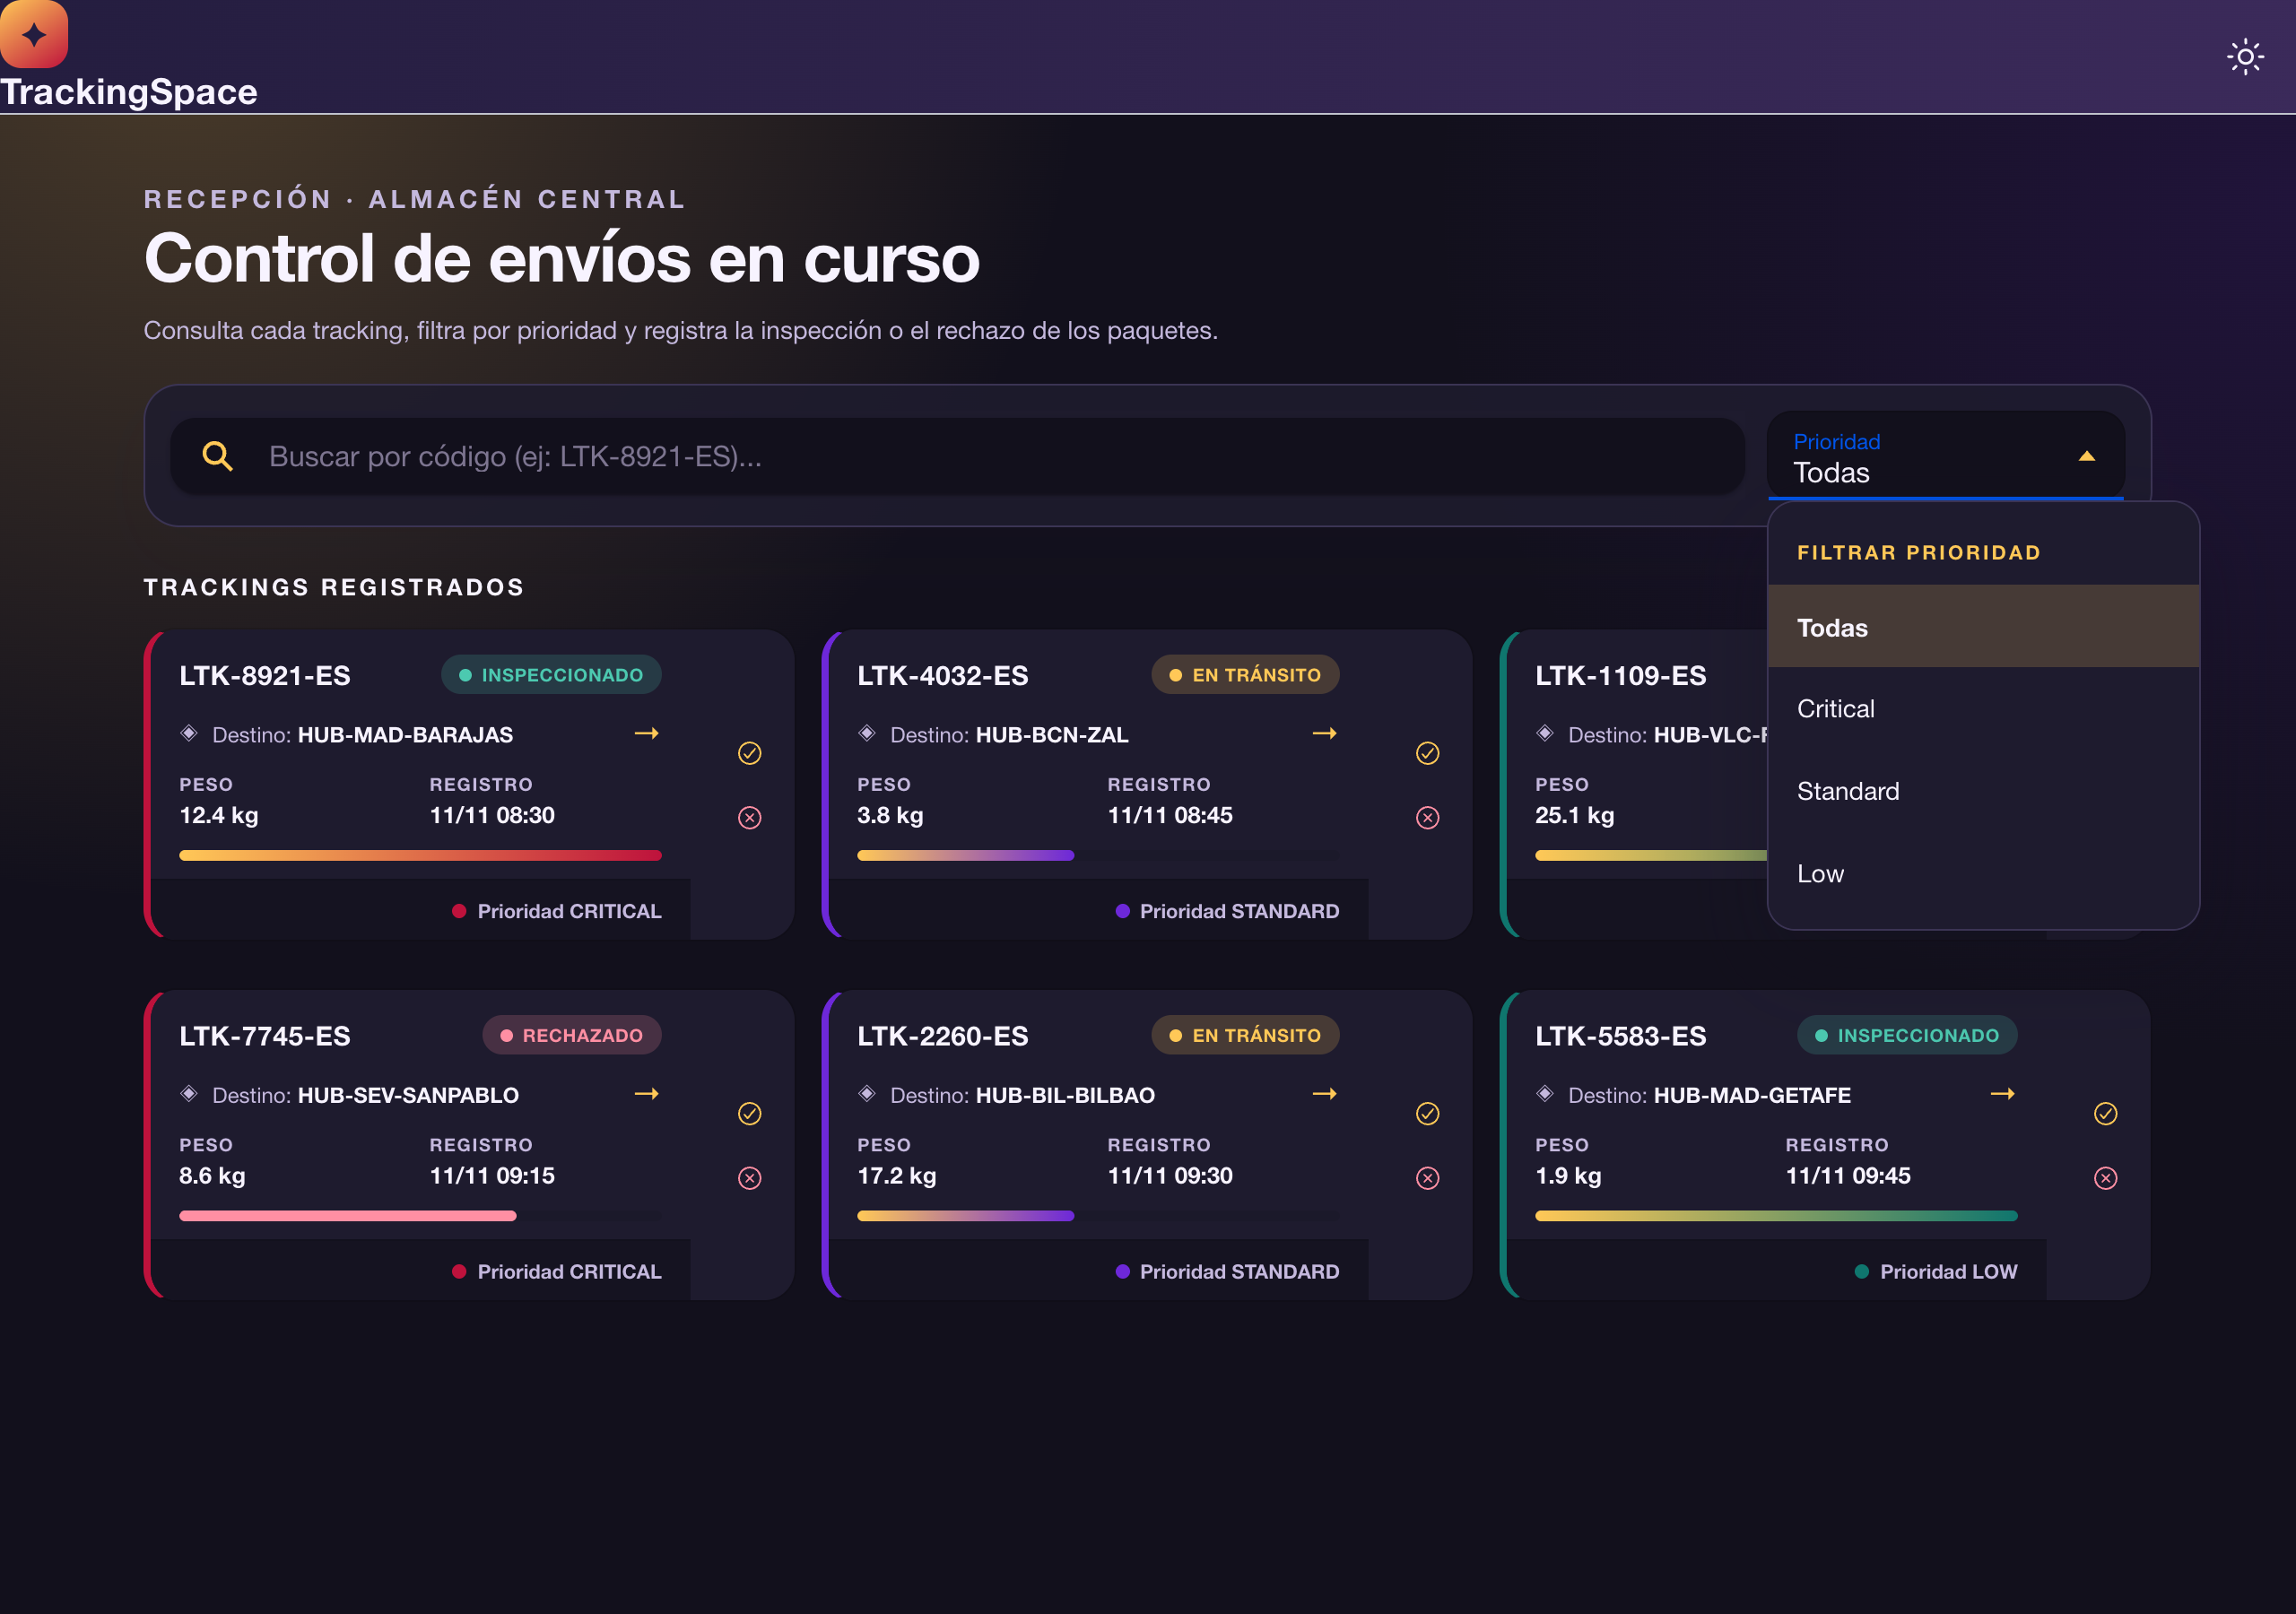 TrackingSpace
RECEPCIÓN · ALMACÉN CENTRAL
Control de envíos en curso
Consulta cada tracking, filtra por prioridad y registra la inspección o el rechazo de los paquetes.
Buscar por código (ej: LTK-8921-ES)...
Prioridad
Todas
FILTRAR PRIORIDAD
Todas
Critical
Standard
Low
TRACKINGS REGISTRADOS
LTK-8921-ES
INSPECCIONADO
Destino: HUB-MAD-BARAJAS
PESO
REGISTRO
12.4 kg
11/11 08:30
Prioridad CRITICAL
LTK-4032-ES
EN TRÁNSITO
Destino: HUB-BCN-ZAL
PESO
REGISTRO
3.8 kg
11/11 08:45
Prioridad STANDARD
LTK-1109-ES
Destino: HUB-VLC-
PESO
25.1 kg
LTK-7745-ES
RECHAZADO
Destino: HUB-SEV-SANPABLO
PESO
REGISTRO
8.6 kg
11/11 09:15
Prioridad CRITICAL
LTK-2260-ES
EN TRÁNSITO
Destino: HUB-BIL-BILBAO
PESO
REGISTRO
17.2 kg
11/11 09:30
Prioridad STANDARD
LTK-5583-ES
INSPECCIONADO
Destino: HUB-MAD-GETAFE
PESO
REGISTRO
1.9 kg
11/11 09:45
Prioridad LOW